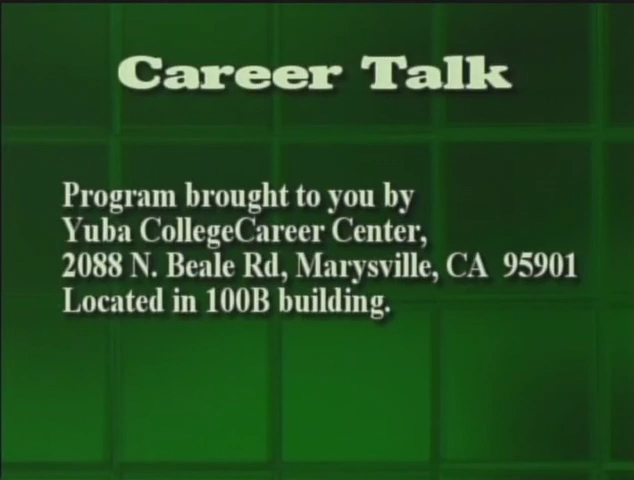 Career Talk
Program brought to you by
Yuba CollegeCareer Center,
2088 N. Beale Rd, Marysville, CA  95901
Located in 100B building.